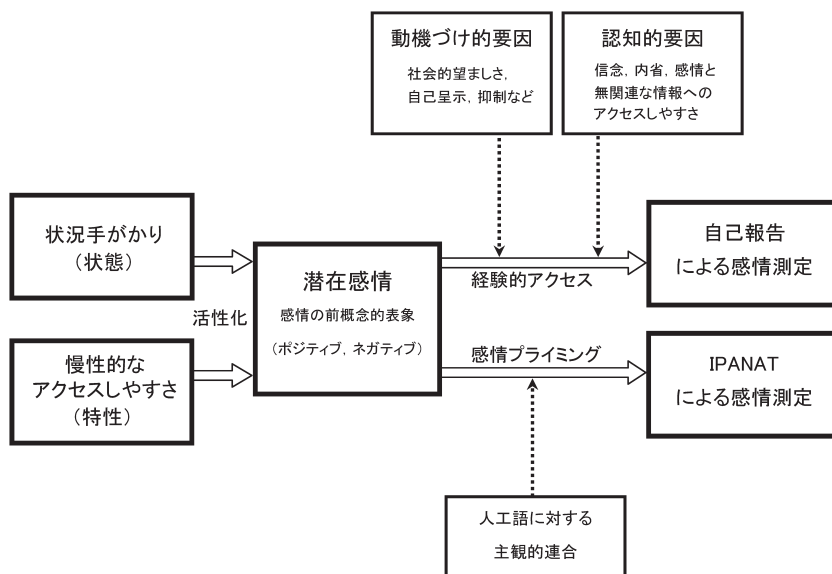 動機づけ的要因
社会的望ましさ,
自己呈示, 抑制など
認知的要因
信念, 内省, 感情と
無関連な情報への
アクセスしやすさ
状況手がかり
(状態)
慢性的な
アクセスしやすさ
(特性)
活性化
潜在感情
感情の前概念的表象
(ポジティブ, ネガティブ)
経験的アクセス
感情プライミング
自己報告
による感情測定
IPANAT
による感情測定
人工語に対する
主観的連合